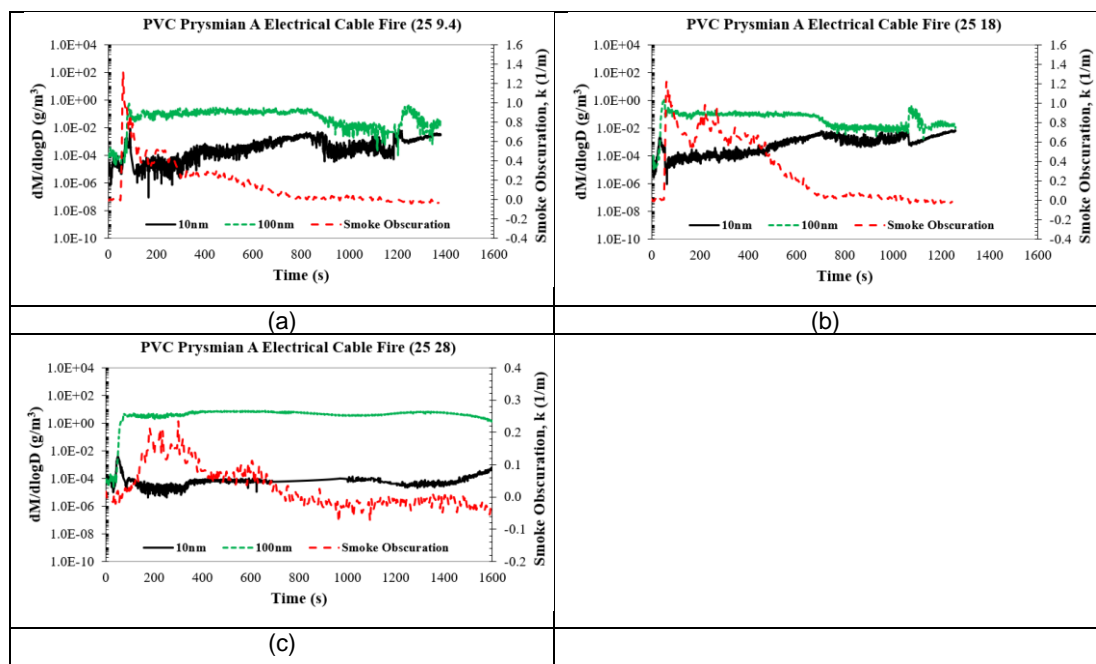 PVC Prysmian A Electrical Cable Fire (25 9.4)
1.0E+04
1.0E+02
1.0E+00
1.0E-02
1.0E-04
1.0E-06
1.0E-08
1.0E-10
dM/dlogD (g/m³)
1.6
1.4
1.2
1.0
0.8
0.6
0.4
0.2
0.0
-0.2
-0.4
Smoke Obscuration, k (1/m)
10nm 100nm Smoke Obscuration
0 200 400 600 800 1000 1200 1400 1600
Time (s)
(a)
PVC Prysmian A Electrical Cable Fire (25 18)
1.0E+04
1.0E+02
1.0E+00
1.0E-02
1.0E-04
1.0E-06
1.0E-08
1.0E-10
dM/dlogD (g/m³)
1.6
1.4
1.2
1.0
0.8
0.6
0.4
0.2
0.0
-0.2
-0.4
Smoke Obscuration, k (1/m)
10nm 100nm Smoke Obscuration
0 200 400 600 800 1000 1200 1400 1600
Time (s)
(b)
PVC Prysmian A Electrical Cable Fire (25 28)
1.0E+04
1.0E+02
1.0E+00
1.0E-02
1.0E-04
1.0E-06
1.0E-08
1.0E-10
dM/dlogD (g/m³)
0.4
0.3
0.2
0.1
0.0
-0.1
-0.2
Smoke Obscuration, k (1/m)
10nm 100nm Smoke Obscuration
0 200 400 600 800 1000 1200 1400 1600
Time (s)
(c)